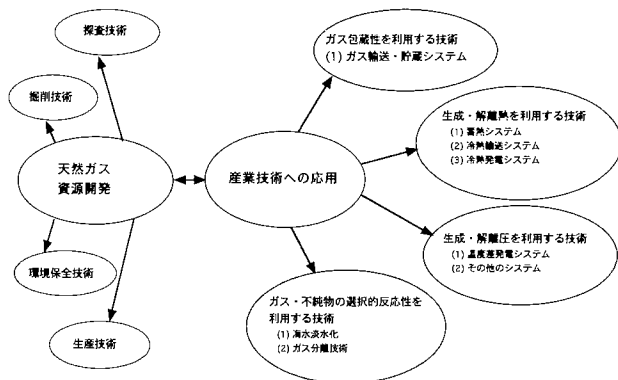 探査技術
掘削技術
天然ガス
資源開発
環境保全技術
生産技術
産業技術への応用
ガス包蔵性を利用する技術
(1) ガス輸送・貯蔵システム
生成・解離熱を利用する技術
(1) 蓄熱システム
(2) 冷熱輸送システム
(3) 冷熱発電システム
生成・解離圧を利用する技術
(1) 温度差発電システム
(2) その他のシステム
ガス・不純物の選択的反応性を
利用する技術
(1) 海水淡水化
(2) ガス分離技術